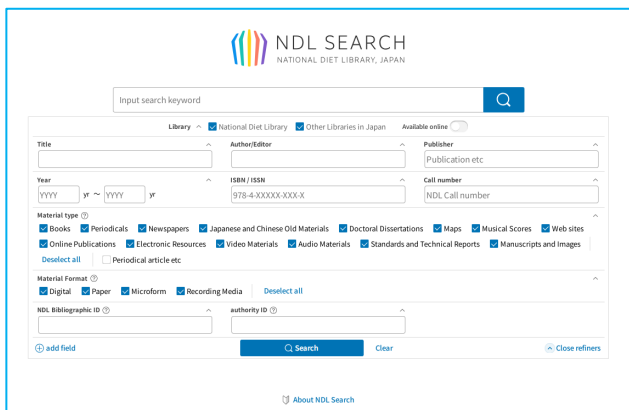 NDL SEARCH
NATIONAL DIET LIBRARY, JAPAN
Input search keyword
Library National Diet Library Other Libraries in Japan Available online
Title Author/Editor Publisher
Publication etc
Year ISBN / ISSN Call number
YYYY yr ～ YYYY yr 978-4-XXXXX-XXX-X NDL Call number
Material type ?
Books Periodicals Newspapers Japanese and Chinese Old Materials Doctoral Dissertations Maps Musical Scores Web sites
Online Publications Electronic Resources Video Materials Audio Materials Standards and Technical Reports Manuscripts and Images
Deselect all Periodical article etc
Material Format ?
Digital Paper Microform Recording Media Deselect all
NDL Bibliographic ID ? authority ID ?
add field Search Clear Close refiners
About NDL Search